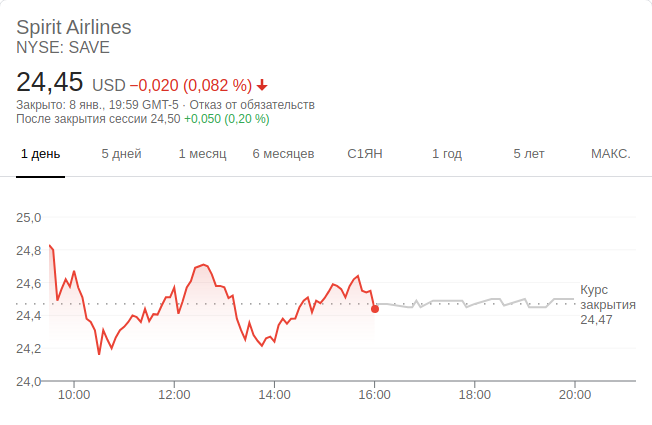 Spirit Airlines
NYSE: SAVE
24,45 USD −0,020 (0,082 %)
Закрыто: 8 янв., 19:59 GMT-5 · Отказ от обязательств
После закрытия сессии 24,50 +0,050 (0,20 %)
1 день 5 дней 1 месяц 6 месяцев С1ЯН 1 год 5 лет МАКС.
25,0
24,8
24,6
24,4
24,2
24,0
Курс
закрытия
24,47
10:00 12:00 14:00 16:00 18:00 20:00